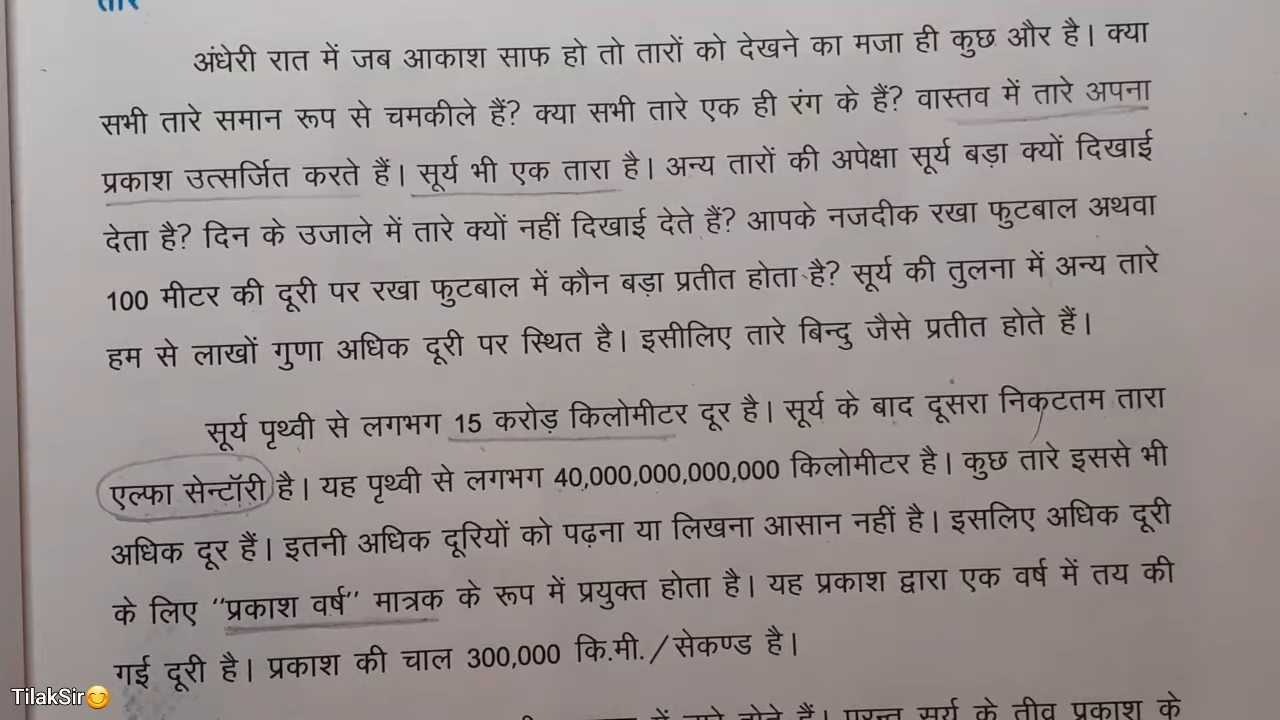 तारे
अंधेरी रात में जब आकाश साफ हो तो तारों को देखने का मजा ही कुछ और है। क्या
सभी तारे समान रूप से चमकीले हैं? क्या सभी तारे एक ही रंग के हैं? वास्तव में तारे अपना
प्रकाश उत्सर्जित करते हैं। सूर्य भी एक तारा है। अन्य तारों की अपेक्षा सूर्य बड़ा क्यों दिखाई
देता है? दिन के उजाले में तारे क्यों नहीं दिखाई देते हैं? आपके नजदीक रखा फुटबाल अथवा
100 मीटर की दूरी पर रखा फुटबाल में कौन बड़ा प्रतीत होता है? सूर्य की तुलना में अन्य तारे
हम से लाखों गुणा अधिक दूरी पर स्थित है। इसीलिए तारे बिन्दु जैसे प्रतीत होते हैं।
सूर्य पृथ्वी से लगभग 15 करोड़ किलोमीटर दूर है। सूर्य के बाद दूसरा निकटतम तारा
एल्फा सेन्टॉरी है। यह पृथ्वी से लगभग 40,000,000,000,000 किलोमीटर है। कुछ तारे इससे भी
अधिक दूर हैं। इतनी अधिक दूरियों को पढ़ना या लिखना आसान नहीं है। इसलिए अधिक दूरी
के लिए ''प्रकाश वर्ष'' मात्रक के रूप में प्रयुक्त होता है। यह प्रकाश द्वारा एक वर्ष में तय की
गई दूरी है। प्रकाश की चाल 300,000 कि.मी./सेकण्ड है।
में तारे होते हैं। परन्तु सूर्य के तीव्र प्रकाश के
TilakSir😊